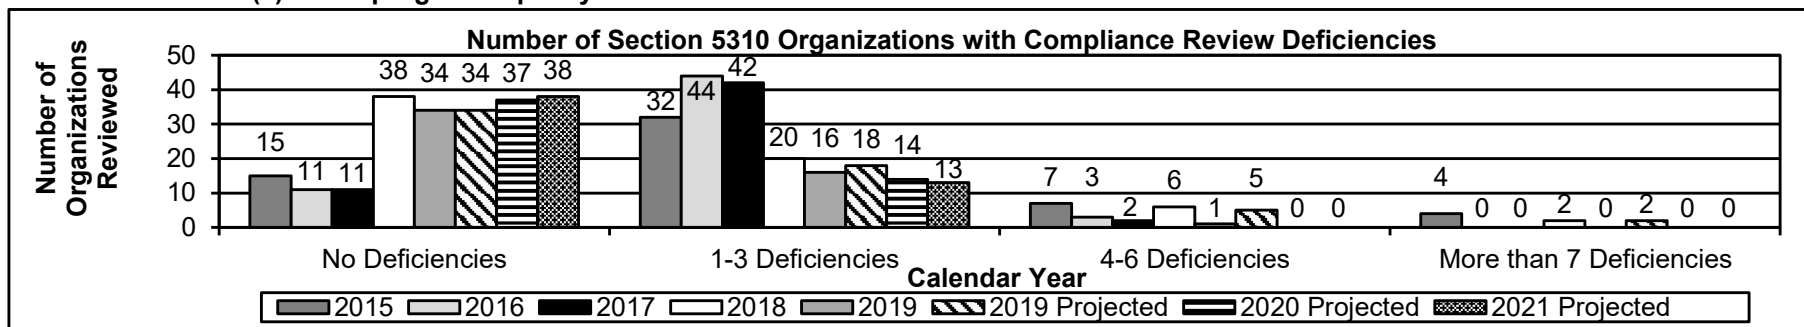 Number of Section 5310 Organizations with Compliance Review Deficiencies
Number of
Organizations
Reviewed
50
40
30
20
10
0
15 11 11 38 34 34 37 38
32 44 42 20 16 18 14 13
7 3 2 6 1 5 0 0
4 0 0 2 0 2 0 0
No Deficiencies 1-3 Deficiencies 4-6 Deficiencies More than 7 Deficiencies
Calendar Year
2015 2016 2017 2018 2019 2019 Projected 2020 Projected 2021 Projected